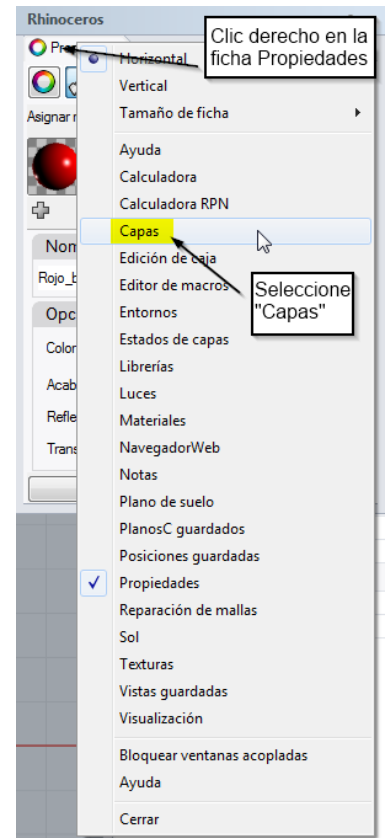 Rhinoceros
Clic derecho en la
ficha Propiedades
Horizontal
Vertical
Tamaño de ficha
Ayuda
Calculadora
Calculadora RPN
Capas
Edición de caja
Editor de macros
Seleccione
"Capas"
Entornos
Estados de capas
Librerías
Luces
Materiales
NavegadorWeb
Notas
Plano de suelo
PlanosC guardados
Posiciones guardadas
Propiedades
Reparación de mallas
Sol
Texturas
Vistas guardadas
Visualización
Bloquear ventanas acopladas
Ayuda
Cerrar